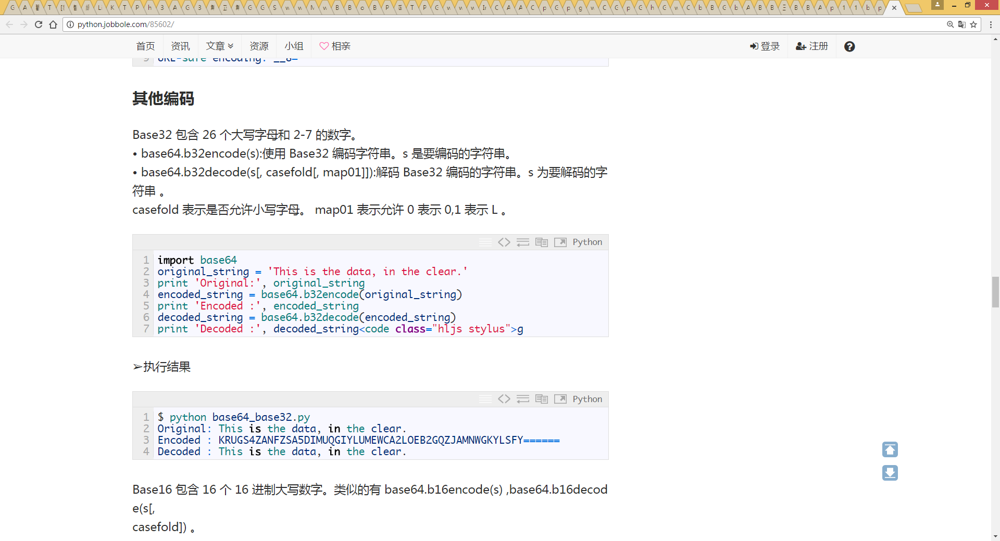 python.jobbole.com/85602/
首页 资讯 文章 资源 小组 相亲 登录 注册
9 URL-safe encoding: __8=
其他编码
Base32 包含 26 个大写字母和 2-7 的数字。
• base64.b32encode(s):使用 Base32 编码字符串。s 是要编码的字符串。
• base64.b32decode(s[, casefold[, map01]]):解码 Base32 编码的字符串。s 为要解码的字
符串 。
casefold 表示是否允许小写字母。 map01 表示允许 0 表示 0,1 表示 L 。
Python
1 import base64
2 original_string = 'This is the data, in the clear.'
3 print 'Original:', original_string
4 encoded_string = base64.b32encode(original_string)
5 print 'Encoded :', encoded_string
6 decoded_string = base64.b32decode(encoded_string)
7 print 'Decoded :', decoded_string<code class="hljs stylus">g
➢执行结果
Python
1 $ python base64_base32.py
2 Original: This is the data, in the clear.
3 Encoded : KRUGS4ZANFZSA5DIMUQGIYLUMEWCA2LOEB2GQZJAMNWGKYLSFY======
4 Decoded : This is the data, in the clear.
Base16 包含 16 个 16 进制大写数字。类似的有 base64.b16encode(s) ,base64.b16decod
e(s[,
casefold]) 。